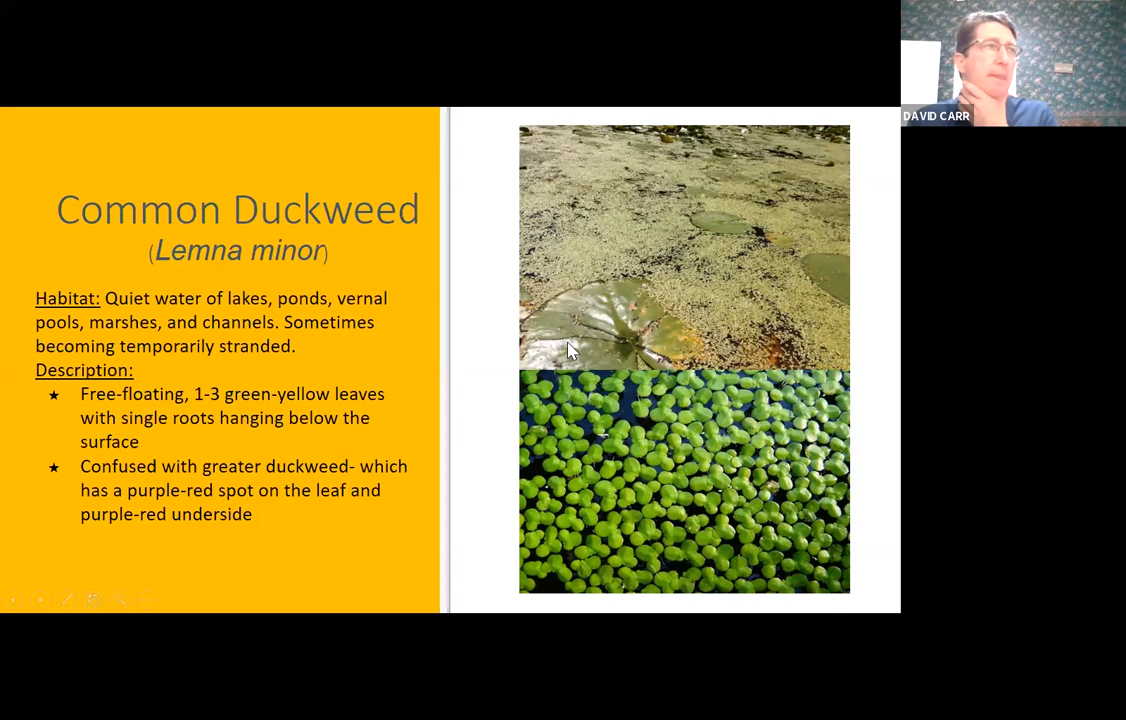 DAVID CARR
Common Duckweed
(Lemna minor)
Habitat: Quiet water of lakes, ponds, vernal
pools, marshes, and channels. Sometimes
becoming temporarily stranded.
Description:
★ Free-floating, 1-3 green-yellow leaves
with single roots hanging below the
surface
★ Confused with greater duckweed- which
has a purple-red spot on the leaf and
purple-red underside